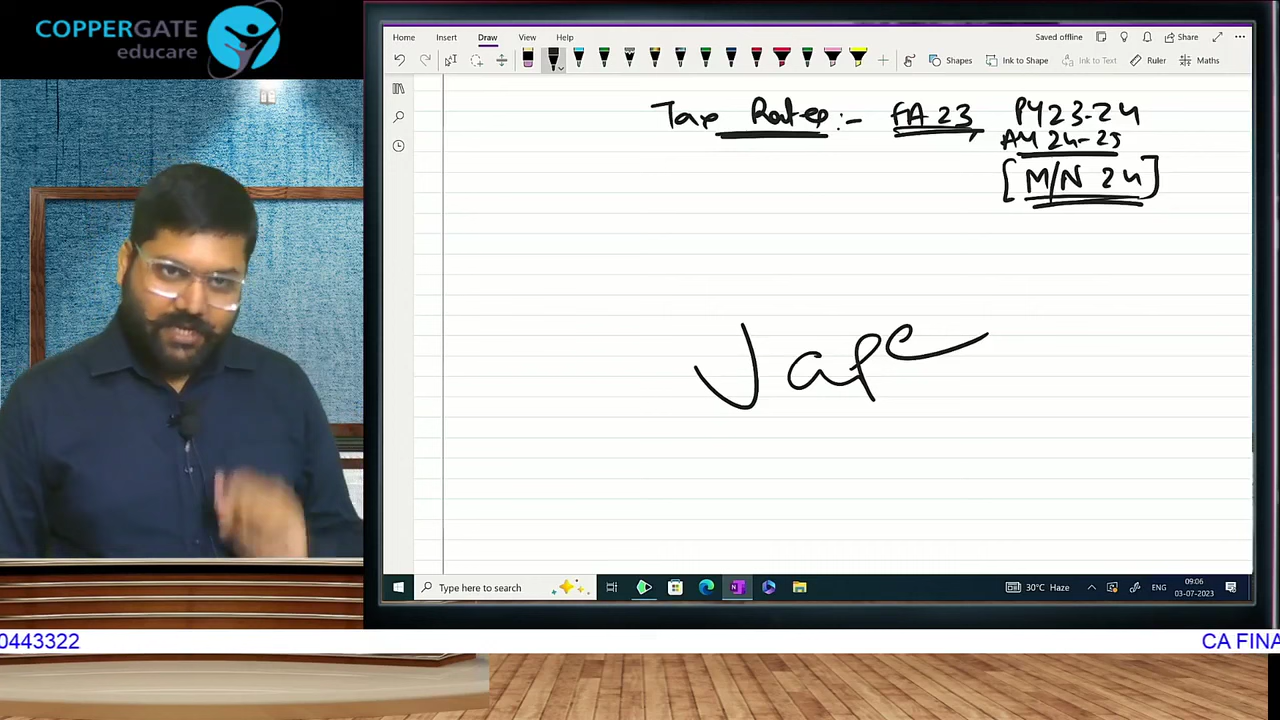 COPPERGATE
educare
Home Insert Draw View Help
Saved offline Share
Shapes Ink to Shape Ink to Text Ruler Maths
Tax Rates :- FA 23 PY 23-24
AY 24-25
[M/N 24]
Type here to search
30°C Haze ENG 09:06
03-07-2023
0443322 CA FINA